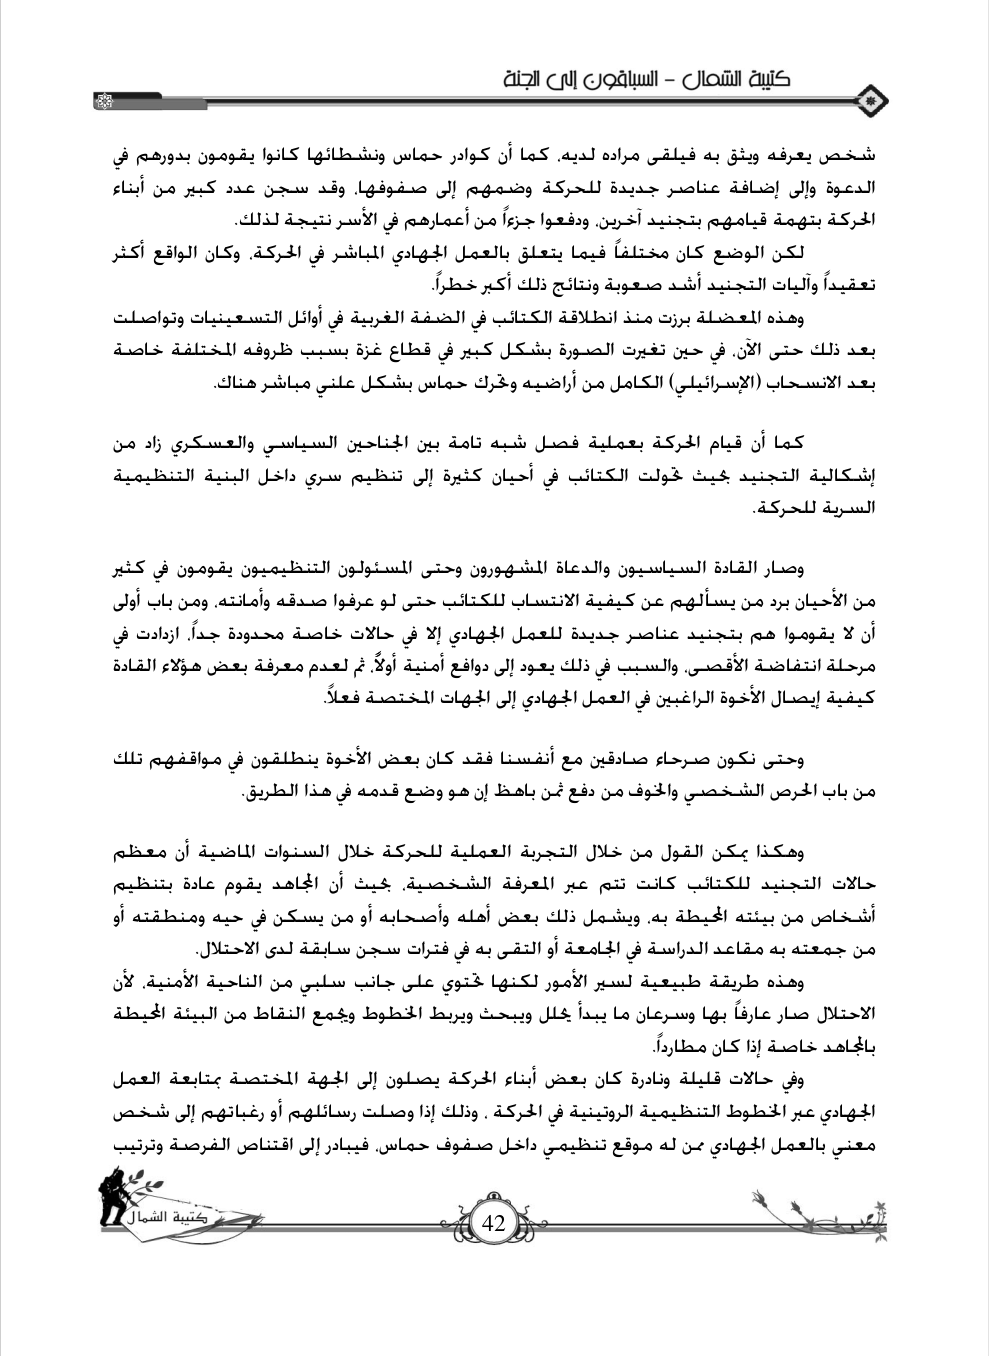 كتيبة الشمال – السباقون إلى الجنة
شخص يعرفه ويثق به فيلقى مراده لديه، كما أن كوادر حماس ونشطائها كانوا يقومون بدورهم في
الدعوة وإلى إضافة عناصر جديدة للحركة وضمهم إلى صفوفها، وقد سجن عدد كبير من أبناء
الحركة بتهمة قيامهم بتجنيد آخرين، ودفعوا جزءاً من أعمارهم في الأسر نتيجة لذلك.
لكن الوضع كان مختلفاً فيما يتعلق بالعمل الجهادي المباشر في الحركة، وكان الواقع أكثر
تعقيداً وآليات التجنيد أشد صعوبة ونتائج ذلك أكبر خطراً.
وهذه المعضلة برزت منذ انطلاقة الكتائب في الضفة الغربية في أوائل التسعينيات وتواصلت
بعد ذلك حتى الآن، في حين تغيرت الصورة بشكل كبير في قطاع غزة بسبب ظروفه المختلفة خاصة
بعد الانسحاب (الإسرائيلي) الكامل من أراضيه وتحرك حماس بشكل علني مباشر هناك.
كما أن قيام الحركة بعملية فصل شبه تامة بين الجناحين السياسي والعسكري زاد من
إشكالية التجنيد بحيث تحولت الكتائب في أحيان كثيرة إلى تنظيم سري داخل البنية التنظيمية
السرية للحركة.
وصار القادة السياسيون والدعاة المشهورون وحتى المسئولون التنظيميون يقومون في كثير
من الأحيان برد من يسألهم عن كيفية الانتساب للكتائب حتى لو عرفوا صدقه وأمانته، ومن باب أولى
أن لا يقوموا هم بتجنيد عناصر جديدة للعمل الجهادي إلا في حالات خاصة محدودة جداً، ازدادت في
مرحلة انتفاضة الأقصى، والسبب في ذلك يعود إلى دوافع أمنية أولاً، ثم لعدم معرفة بعض هؤلاء القادة
كيفية إيصال الأخوة الراغبين في العمل الجهادي إلى الجهات المختصة فعلاً.
وحتى نكون صرحاء صادقين مع أنفسنا فقد كان بعض الأخوة ينطلقون في مواقفهم تلك
من باب الحرص الشخصي والخوف من دفع ثمن باهظ إن هو وضع قدمه في هذا الطريق.
وهكذا يمكن القول من خلال التجربة العملية للحركة خلال السنوات الماضية أن معظم
حالات التجنيد للكتائب كانت تتم عبر المعرفة الشخصية، بحيث أن المجاهد يقوم عادة بتنظيم
أشخاص من بيئته المحيطة به، ويشمل ذلك بعض أهله وأصحابه أو من يسكن في حيه ومنطقته أو
من جمعته به مقاعد الدراسة في الجامعة أو التقى به في فترات سجن سابقة لدى الاحتلال.
وهذه طريقة طبيعية لسير الأمور لكنها تحتوي على جانب سلبي من الناحية الأمنية، لأن
الاحتلال صار عارفاً بها وسرعان ما يبدأ يحلل ويبحث ويربط الخطوط ويجمع النقاط من البيئة المحيطة
بالمجاهد خاصة إذا كان مطارداً.
وفي حالات قليلة ونادرة كان بعض أبناء الحركة يصلون إلى الجهة المختصة بمتابعة العمل
الجهادي عبر الخطوط التنظيمية الروتينية في الحركة ، وذلك إذا وصلت رسائلهم أو رغباتهم إلى شخص
معني بالعمل الجهادي ممن له موقع تنظيمي داخل صفوف حماس، فيبادر إلى اقتناص الفرصة وترتيب
42
كتيبة الشمال